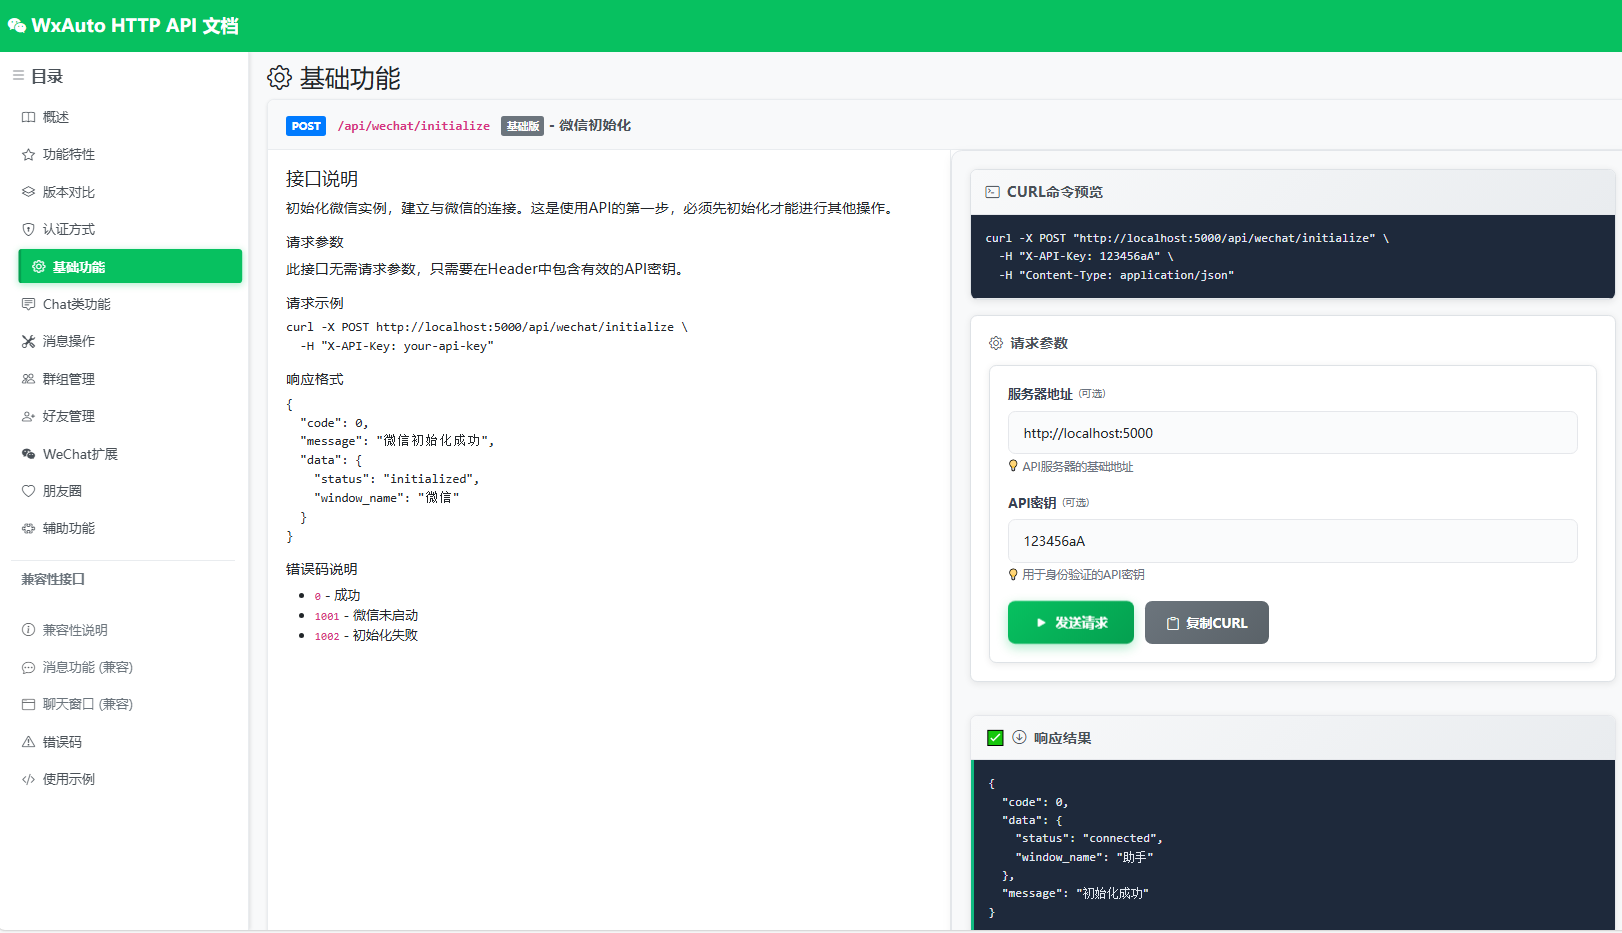 WxAuto HTTP API 文档
目录
概述
功能特性
版本对比
认证方式
基础功能
Chat类功能
消息操作
群组管理
好友管理
WeChat扩展
朋友圈
辅助功能
兼容性接口
兼容性说明
消息功能 (兼容)
聊天窗口 (兼容)
错误码
使用示例
基础功能
POST /api/wechat/initialize 基础版 - 微信初始化
接口说明
初始化微信实例，建立与微信的连接。这是使用API的第一步，必须先初始化才能进行其他操作。
请求参数
此接口无需请求参数，只需要在Header中包含有效的API密钥。
请求示例
curl -X POST http://localhost:5000/api/wechat/initialize \
-H "X-API-Key: your-api-key"
响应格式
{
"code": 0,
"message": "微信初始化成功",
"data": {
"status": "initialized",
"window_name": "微信"
}
}
错误码说明
0 - 成功
1001 - 微信未启动
1002 - 初始化失败
CURL命令预览
curl -X POST "http://localhost:5000/api/wechat/initialize" \
-H "X-API-Key: 123456aA" \
-H "Content-Type: application/json"
请求参数
服务器地址 (可选)
http://localhost:5000
API服务器的基础地址
API密钥 (可选)
123456aA
用于身份验证的API密钥
发送请求
复制CURL
响应结果
{
"code": 0,
"data": {
"status": "connected",
"window_name": "助手"
},
"message": "初始化成功"
}